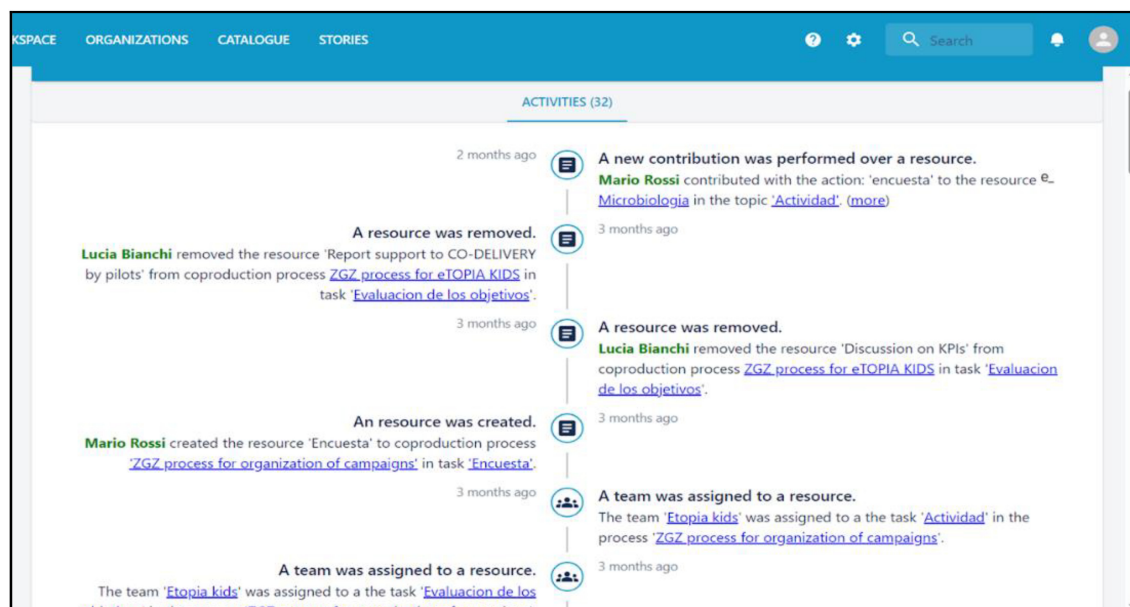 KSPACE ORGANIZATIONS CATALOGUE STORIES Search
ACTIVITIES (32)
2 months ago
A new contribution was performed over a resource.
Mario Rossi contributed with the action: 'encuesta' to the resource e_
Microbiologia in the topic 'Actividad'. (more)
A resource was removed.
3 months ago
Lucia Bianchi removed the resource 'Report support to CO-DELIVERY
by pilots' from coproduction process ZGZ process for eTOPIA KIDS in
task 'Evaluacion de los objetivos'.
3 months ago
A resource was removed.
Lucia Bianchi removed the resource 'Discussion on KPIs' from
coproduction process ZGZ process for eTOPIA KIDS in task 'Evaluacion
de los objetivos'.
An resource was created.
3 months ago
Mario Rossi created the resource 'Encuesta' to coproduction process
'ZGZ process for organization of campaigns' in task 'Encuesta'.
3 months ago
A team was assigned to a resource.
The team 'Etopia kids' was assigned to a the task 'Actividad' in the
process 'ZGZ process for organization of campaigns'.
A team was assigned to a resource.
3 months ago
The team 'Etopia kids' was assigned to a the task 'Evaluacion de los